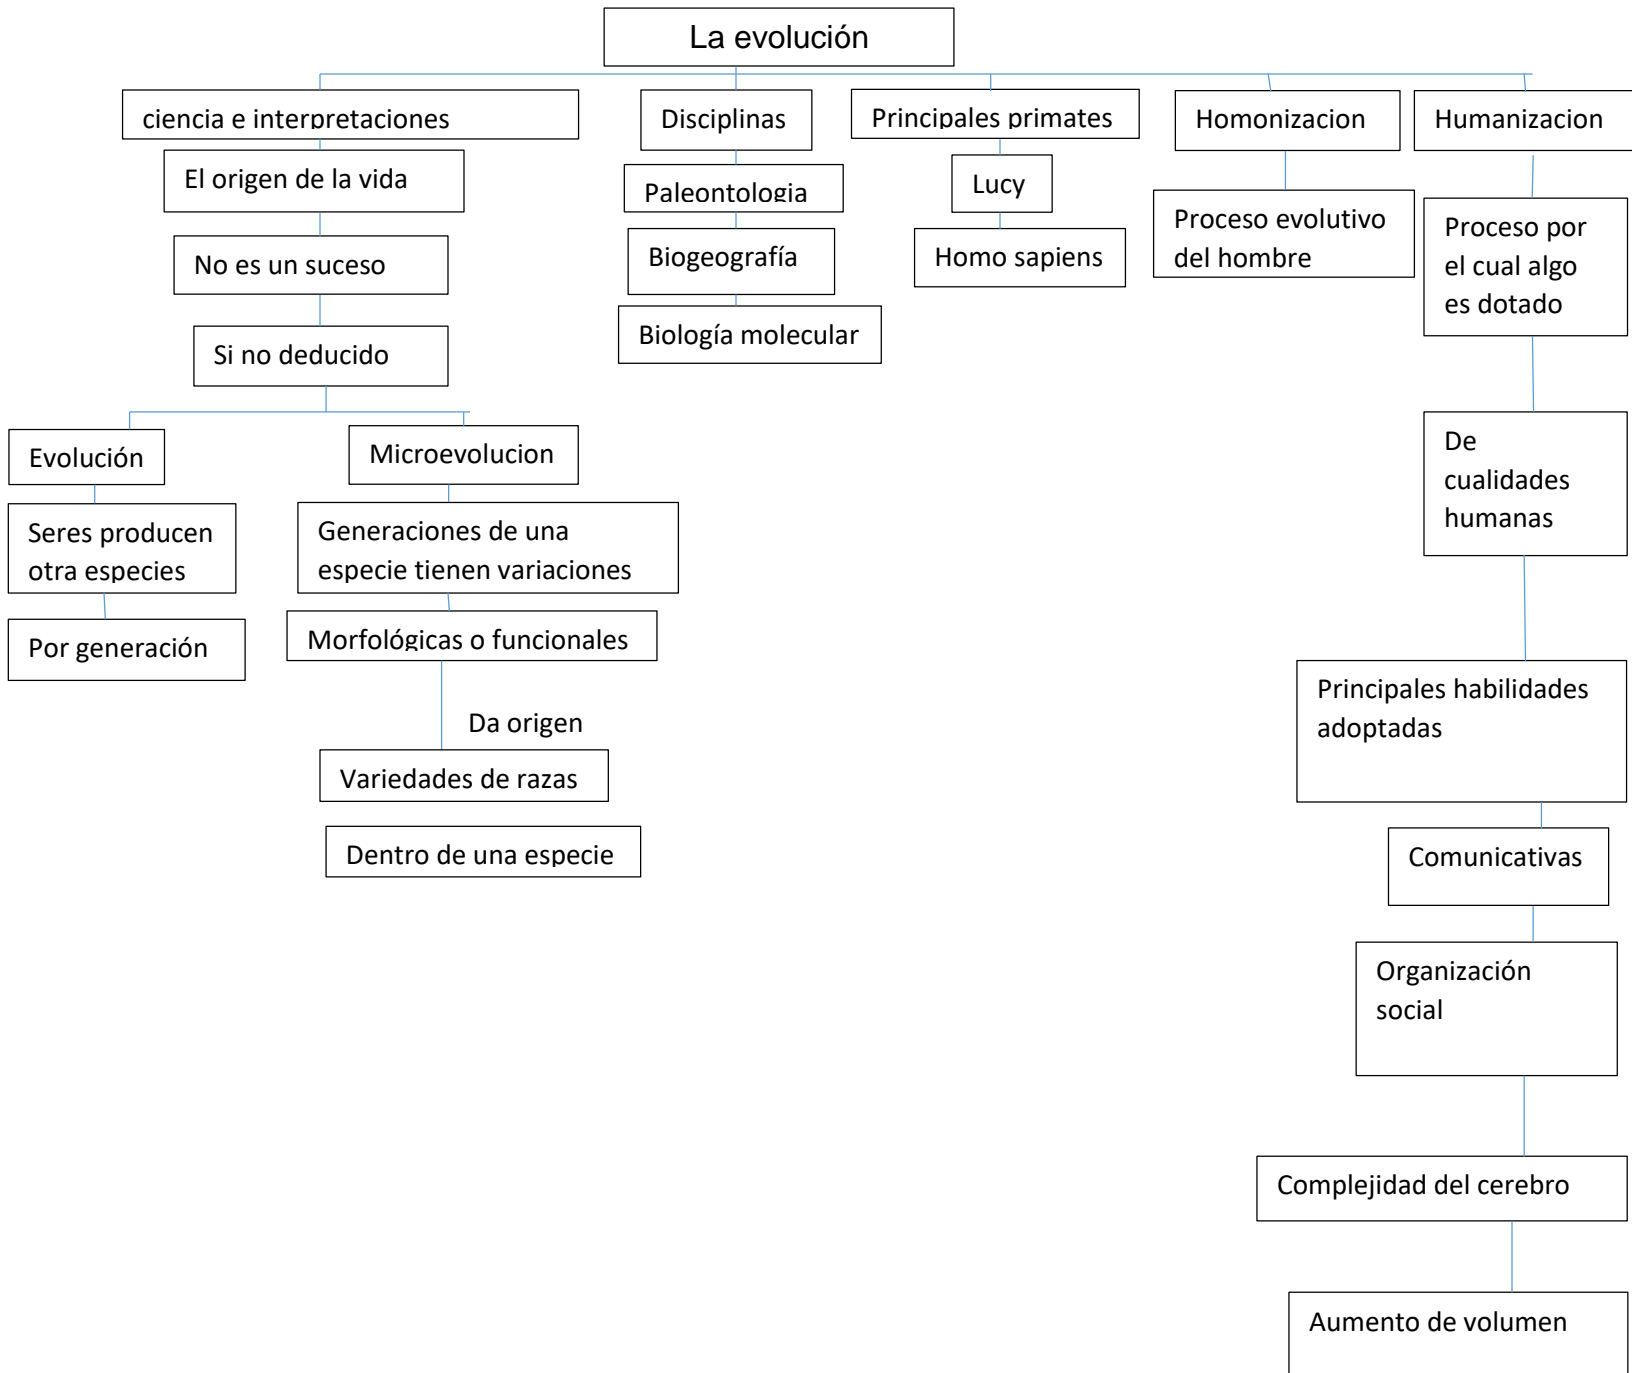 La evolución
ciencia e interpretaciones
El origen de la vida
No es un suceso
Si no deducido
Evolución
Seres producen
otra especies
Por generación
Microevolucion
Generaciones de una
especie tienen variaciones
Morfológicas o funcionales
Da origen
Variedades de razas
Dentro de una especie
Disciplinas
Paleontologia
Biogeografía
Biología molecular
Principales primates
Lucy
Homo sapiens
Homonizacion
Proceso evolutivo
del hombre
Humanizacion
Proceso por
el cual algo
es dotado
De
cualidades
humanas
Principales habilidades
adoptadas
Comunicativas
Organización
social
Complejidad del cerebro
Aumento de volumen